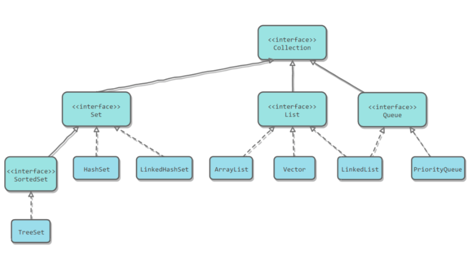 <<interface>>
Collection
<<interface>>
Set
<<interface>>
List
<<interface>>
Queue
<<interface>>
SortedSet
HashSet
LinkedHashSet
ArrayList
Vector
LinkedList
PriorityQueue
TreeSet